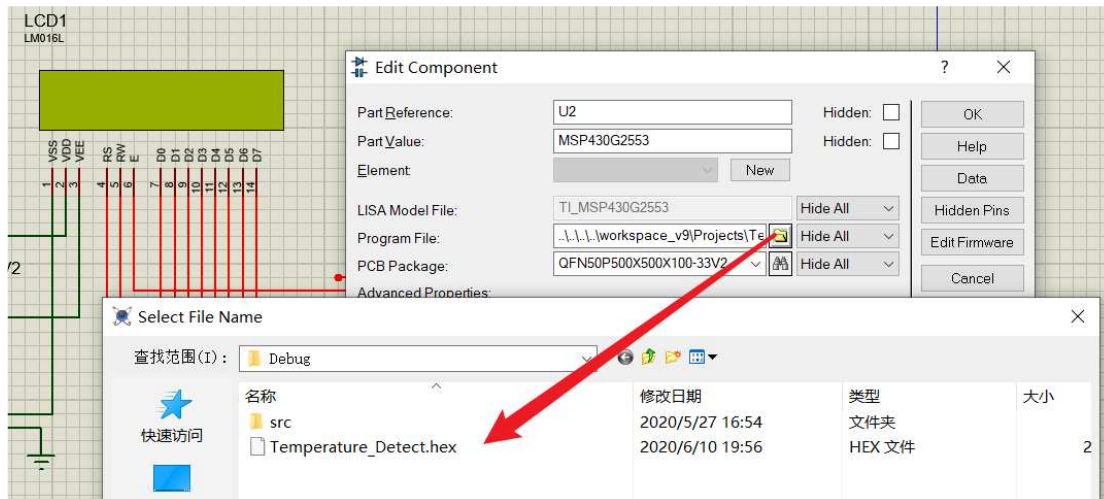 LCD1
LM016L
VSS
VDD
VEE
RS
RW
E
D0
D1
D2
D3
D4
D5
D6
D7
1
2
3
4
5
6
7
8
9
10
11
12
13
14
Edit Component
? ×
Part Reference: U2 Hidden: OK
Part Value: MSP430G2553 Hidden: Help
Element: New Data
LISA Model File: TI_MSP430G2553 Hide All Hidden Pins
Program File: ..\..\..\..\workspace_v9\Projects\Te Hide All Edit Firmware
PCB Package: QFN50P500X500X100-33V2 Hide All Cancel
Advanced Properties:
Select File Name ×
查找范围(I): Debug
名称 修改日期 类型 大小
src 2020/5/27 16:54 文件夹
Temperature_Detect.hex 2020/6/10 19:56 HEX 文件 2
快速访问